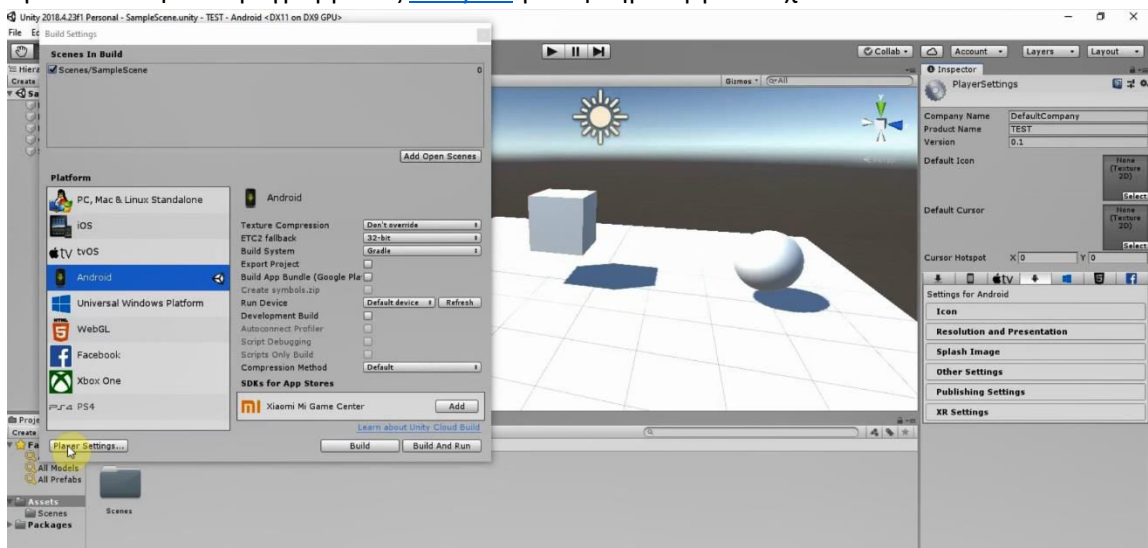 Unity 2018.4.23f1 Personal - SampleScene.unity - TEST - Android <DX11 on DX9 GPU>
File
Build Settings
Scenes In Build
Scenes/SampleScene 0
Add Open Scenes
Platform
PC, Mac & Linux Standalone
iOS
tv tvOS
Android
Universal Windows Platform
WebGL
Facebook
Xbox One
PS4 PS4
Android
Texture Compression Don't override
ETC2 fallback 32-bit
Build System Gradle
Export Project
Build App Bundle (Google Pla
Create symbols.zip
Run Device Default device Refresh
Development Build
Autoconnect Profiler
Script Debugging
Scripts Only Build
Compression Method Default
SDKs for App Stores
Xiaomi Mi Game Center Add
Learn about Unity Cloud Build
Player Settings...
Build Build And Run
Collab Account Layers Layout
Gizmos All
Inspector
PlayerSettings
Company Name DefaultCompany
Product Name TEST
Version 0.1
Default Icon None
(Texture
2D)
Select
Default Cursor None
(Texture
2D)
Select
Cursor Hotspot X 0 Y 0
tv
Settings for Android
Icon
Resolution and Presentation
Splash Image
Other Settings
Publishing Settings
XR Settings
Create
All Models
All Prefabs
Assets
Scenes
Packages
Scenes